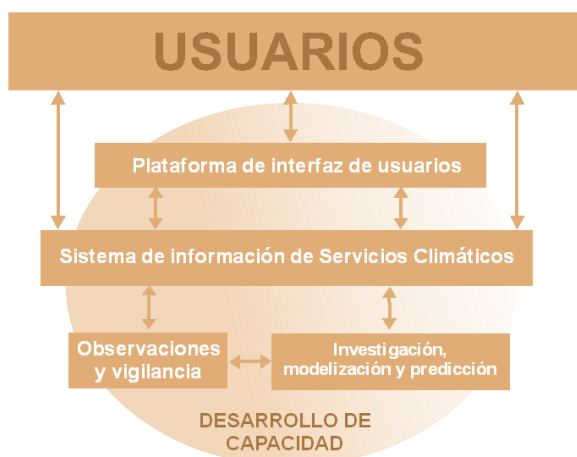 USUARIOS
Plataforma de interfaz de usuarios
Sistema de información de Servicios Climáticos
Observaciones
y vigilancia
Investigación,
modelización y predicción
DESARROLLO DE
CAPACIDAD